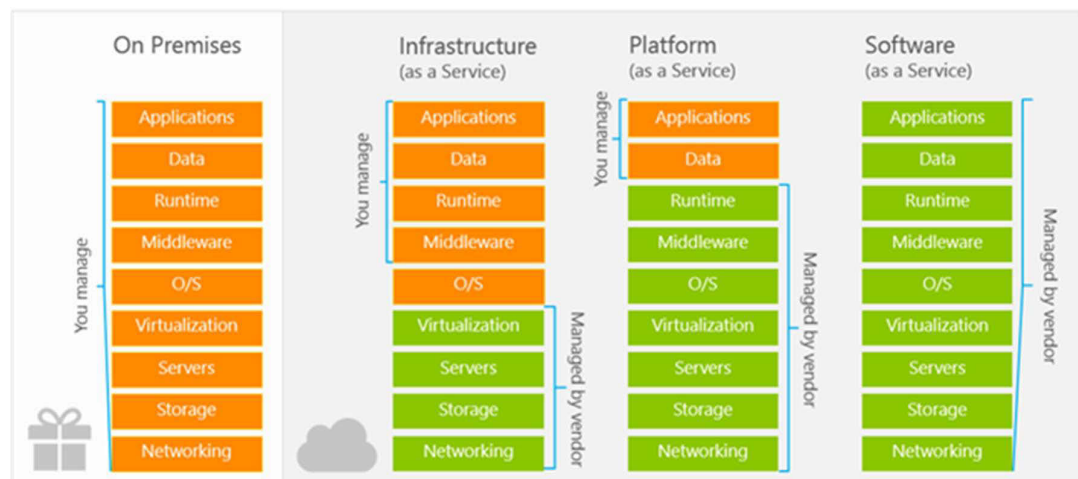 On Premises
Applications
Data
Runtime
Middleware
O/S
Virtualization
Servers
Storage
Networking
You manage
Infrastructure
(as a Service)
Applications
Data
Runtime
Middleware
O/S
Virtualization
Servers
Storage
Networking
You manage
Managed by vendor
Platform
(as a Service)
Applications
Data
Runtime
Middleware
O/S
Virtualization
Servers
Storage
Networking
You manage
Managed by vendor
Software
(as a Service)
Applications
Data
Runtime
Middleware
O/S
Virtualization
Servers
Storage
Networking
Managed by vendor